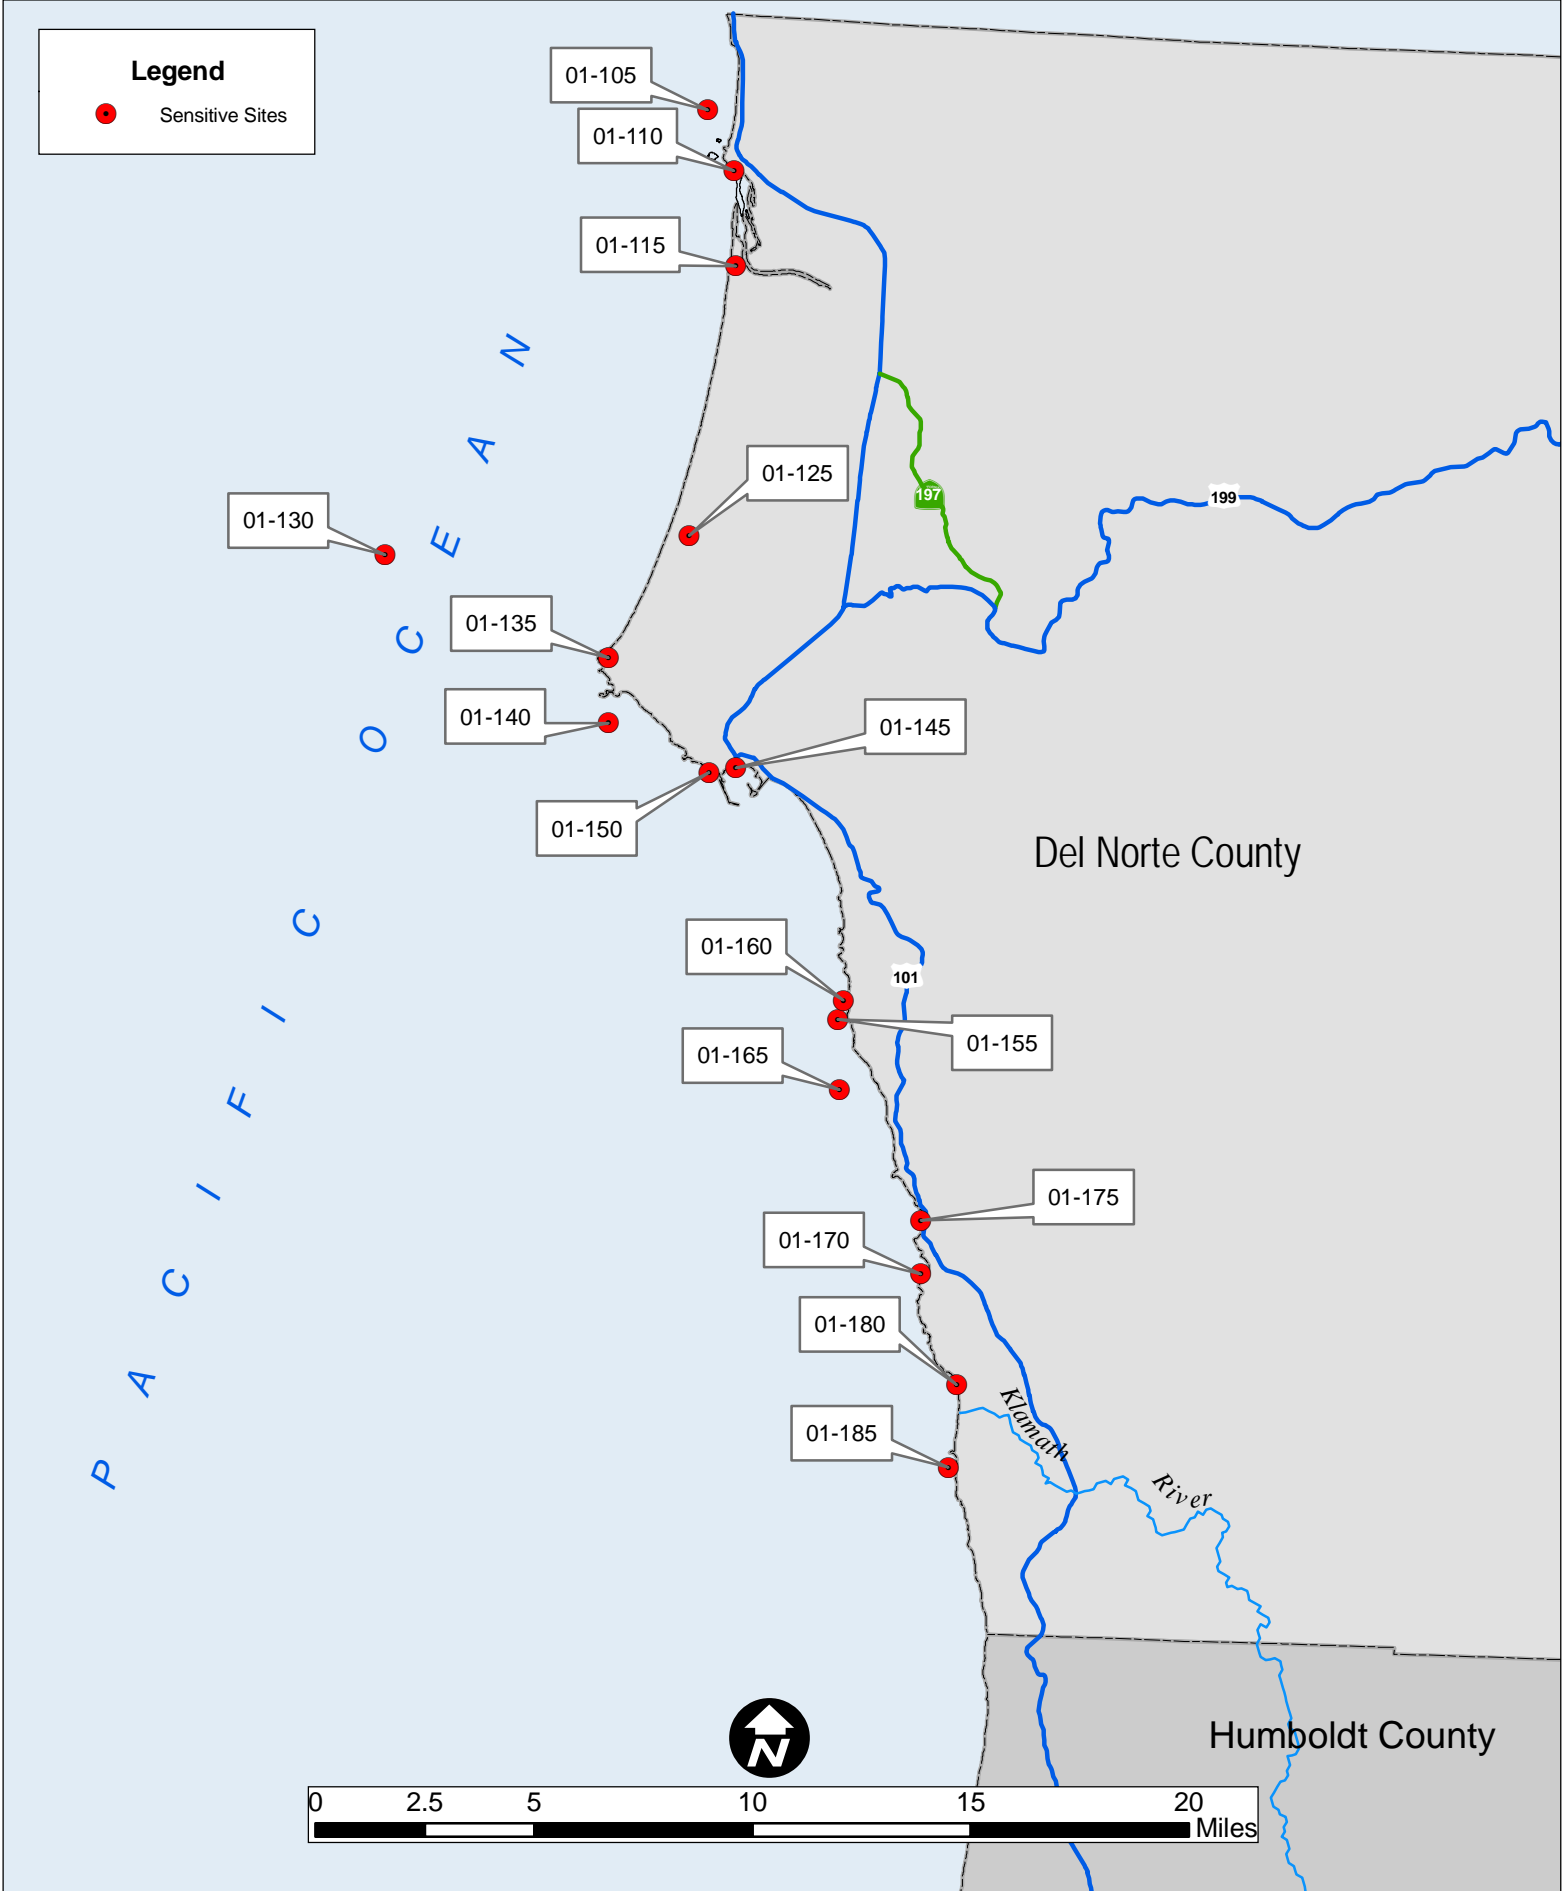 Legend
Sensitive Sites
01-105
01-110
01-115
01-125
01-130
01-135
01-140
01-145
01-150
01-160
01-155
01-165
01-175
01-170
01-180
01-185
197
199
101
PACIFIC OCEAN
Del Norte County
Klamath River
Humboldt County
N
0 2.5 5 10 15 20
Miles